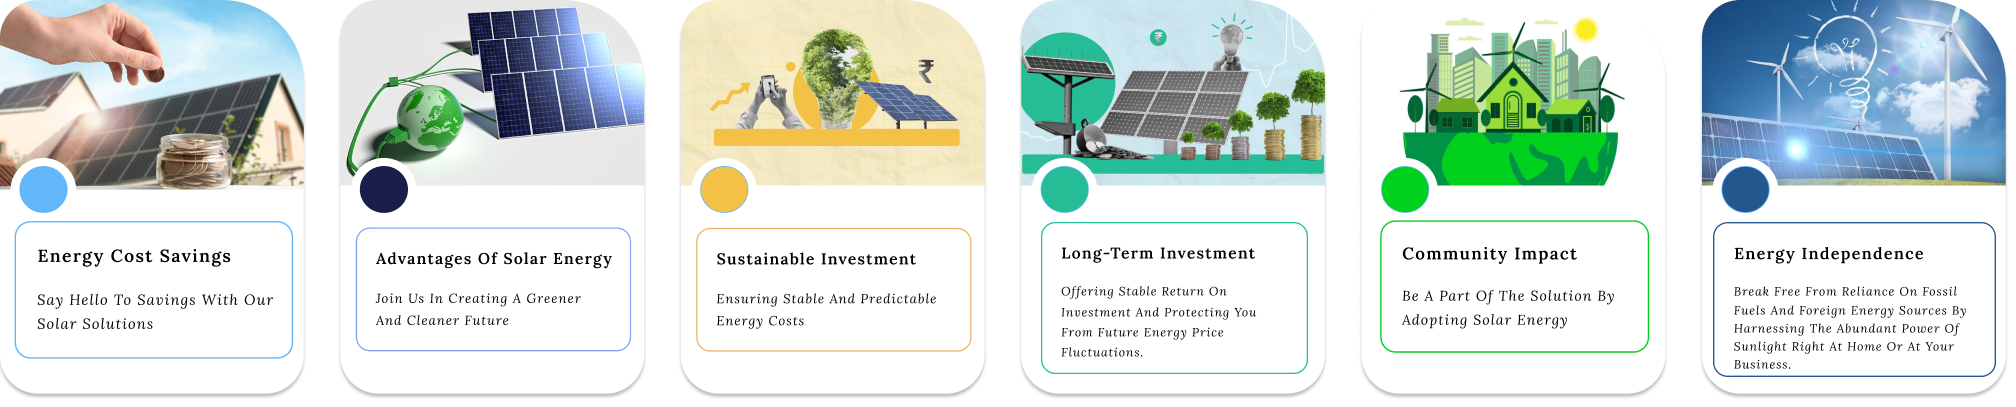 Energy Cost Savings
Say Hello To Savings With Our
Solar Solutions
Advantages Of Solar Energy
Join Us In Creating A Greener
And Cleaner Future
₹
Sustainable Investment
Ensuring Stable And Predictable
Energy Costs
₹
Long-Term Investment
Offering Stable Return On
Investment And Protecting You
From Future Energy Price
Fluctuations.
Community Impact
Be A Part Of The Solution By
Adopting Solar Energy
Energy Independence
Break Free From Reliance On Fossil
Fuels And Foreign Energy Sources By
Harnessing The Abundant Power Of
Sunlight Right At Home Or At Your
Business.